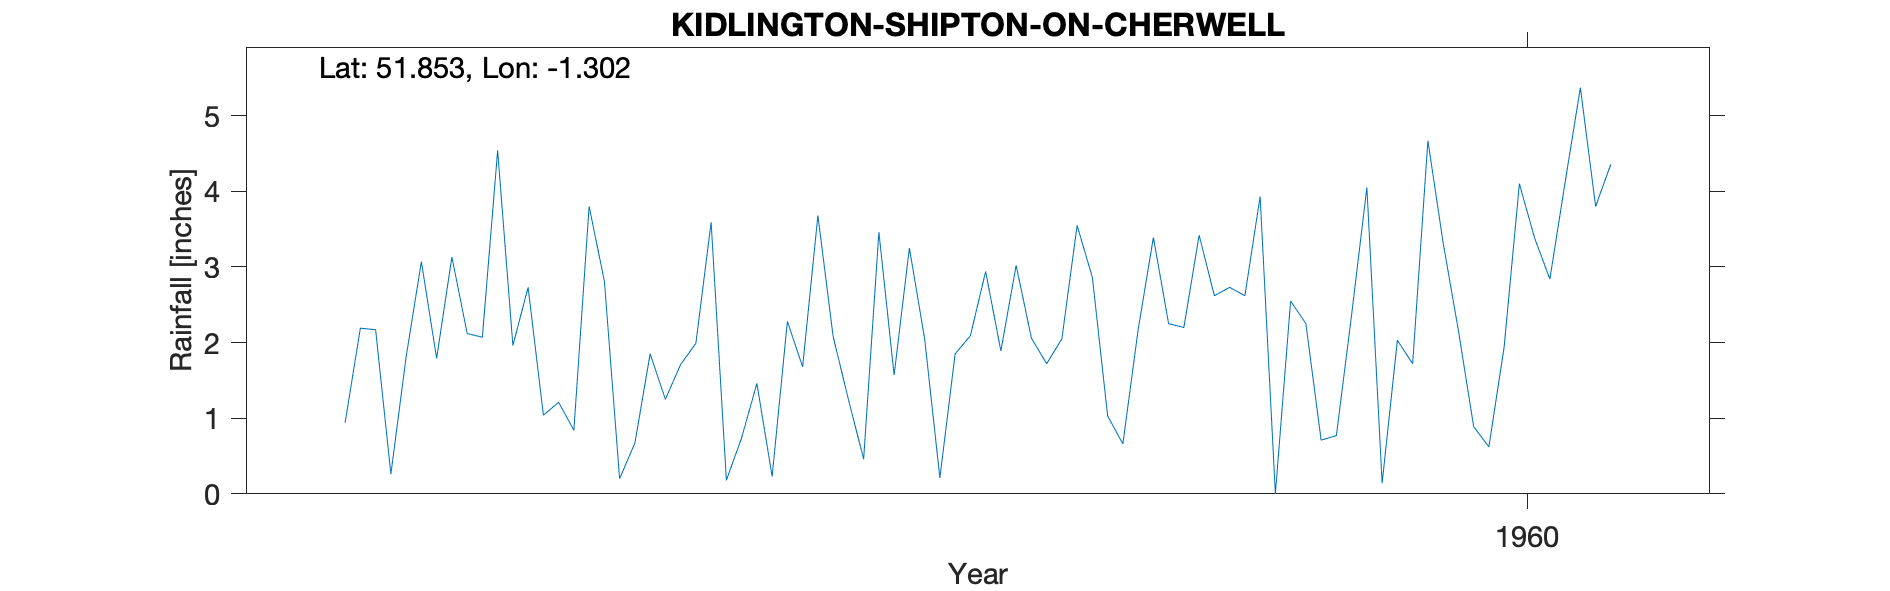 KIDLINGTON-SHIPTON-ON-CHERWELL
Lat: 51.853, Lon: -1.302
5
4
3
2
1
0
Rainfall [inches]
1960
Year